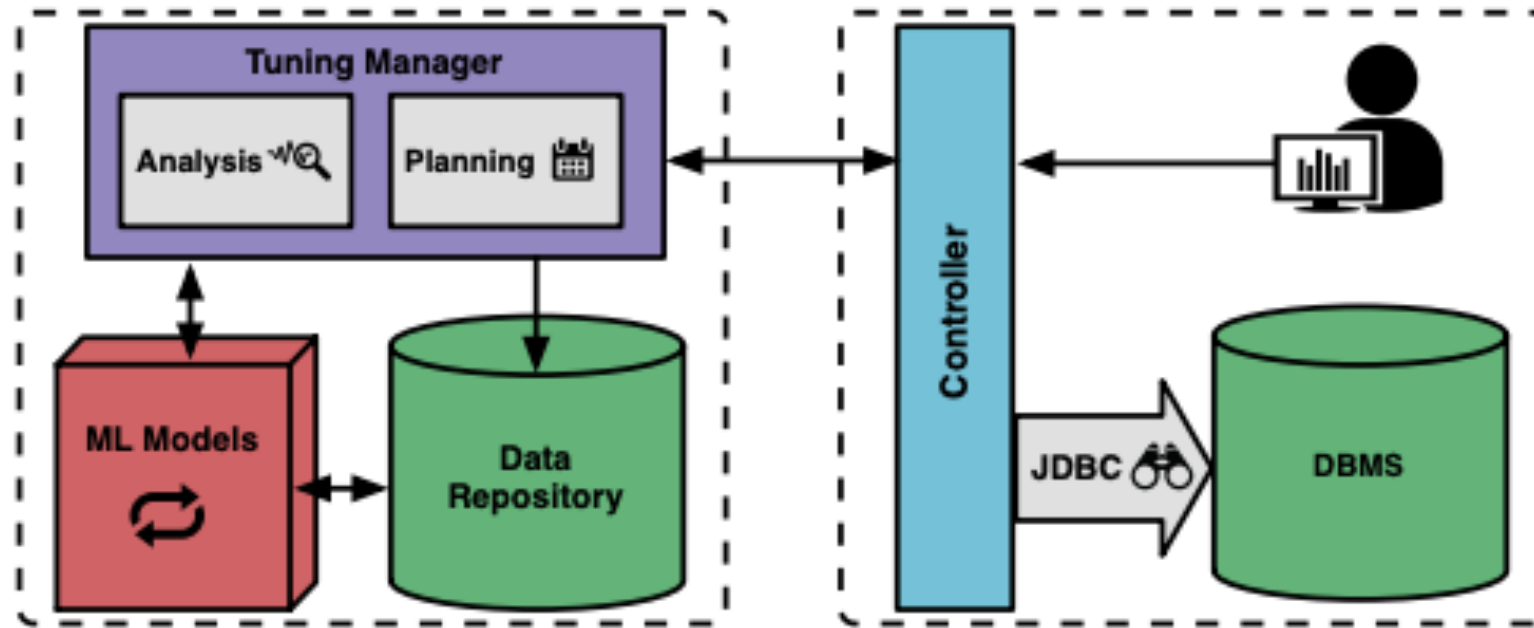 Tuning Manager
Analysis
Planning
ML Models
Data
Repository
Controller
JDBC
DBMS